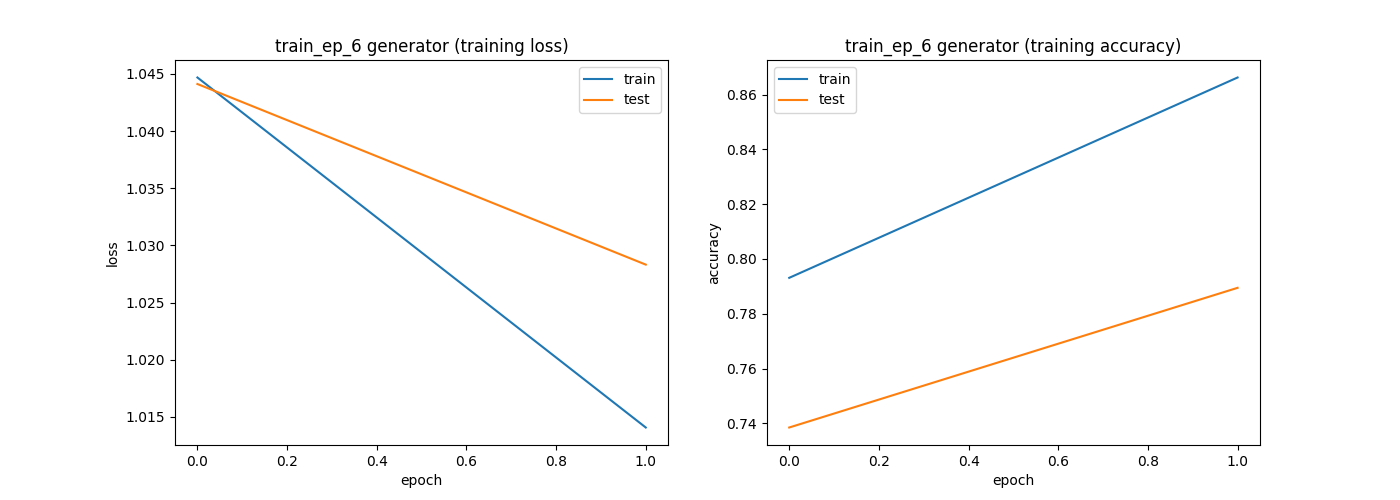 train_ep_6 generator (training loss)
train
test
1.045
1.040
1.035
1.030
1.025
1.020
1.015
loss
0.0 0.2 0.4 0.6 0.8 1.0
epoch
train_ep_6 generator (training accuracy)
train
test
0.86
0.84
0.82
0.80
0.78
0.76
0.74
accuracy
0.0 0.2 0.4 0.6 0.8 1.0
epoch